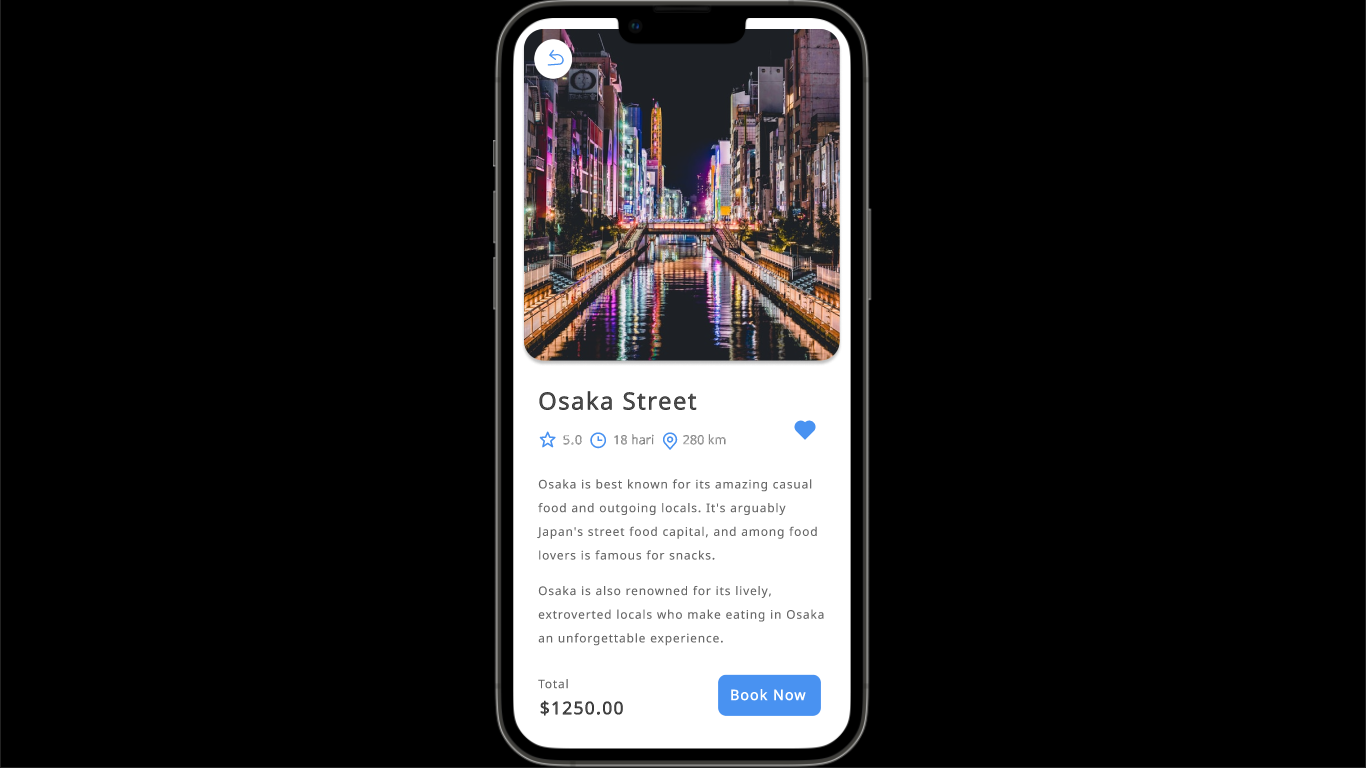 Osaka Street
5.0 18 hari 280 km
Osaka is best known for its amazing casual
food and outgoing locals. It's arguably
Japan's street food capital, and among food
lovers is famous for snacks.
Osaka is also renowned for its lively,
extroverted locals who make eating in Osaka
an unforgettable experience.
Total
$1250.00
Book Now